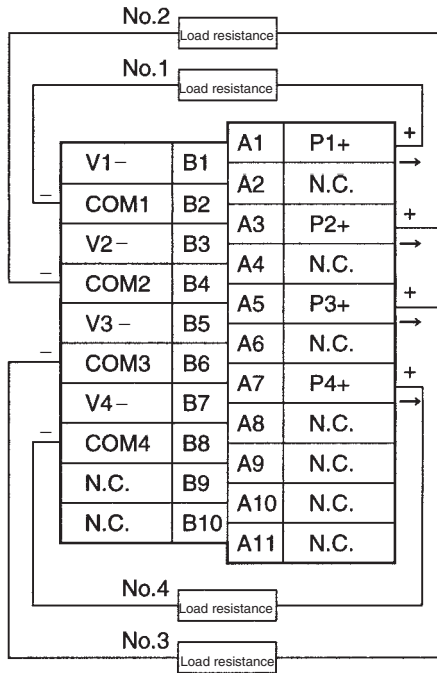 No.2
Load resistance
No.1
Load resistance
V1− B1
COM1 B2
V2− B3
COM2 B4
V3− B5
COM3 B6
V4− B7
COM4 B8
N.C. B9
N.C. B10
A1 P1+
A2 N.C.
A3 P2+
A4 N.C.
A5 P3+
A6 N.C.
A7 P4+
A8 N.C.
A9 N.C.
A10 N.C.
A11 N.C.
−
−
−
−
+
→
+
→
+
→
+
→
No.4
Load resistance
No.3
Load resistance